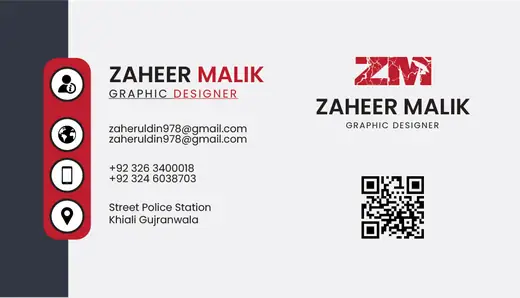 ZAHEER MALIK
GRAPHIC DESIGNER
zaheruldin978@gmail.com
zaheruldin978@gmail.com
+92 326 3400018
+92 324 6038703
Street Police Station
Khiali Gujranwala
ZM
ZAHEER MALIK
GRAPHIC DESIGNER